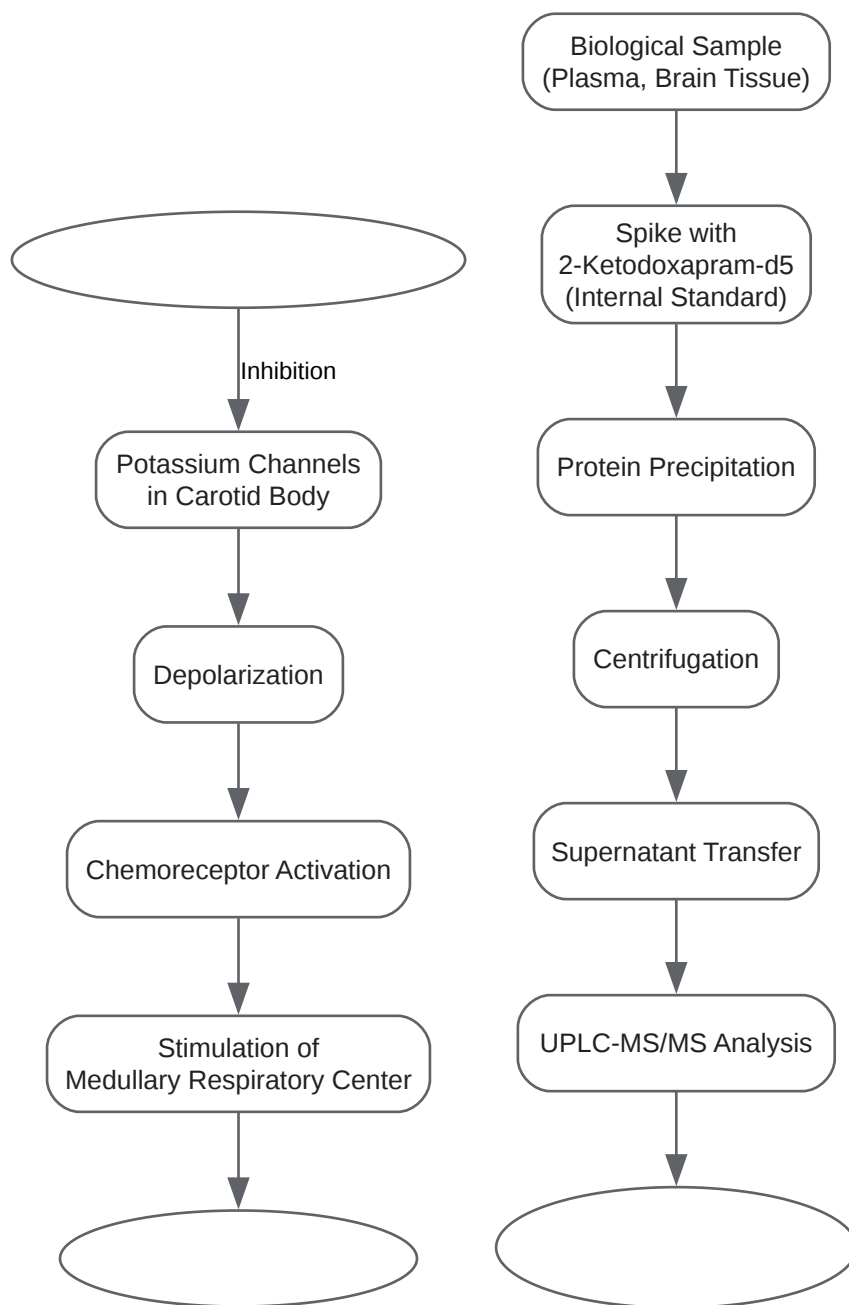 Inhibition
Potassium Channels
in Carotid Body
Depolarization
Chemoreceptor Activation
Stimulation of
Medullary Respiratory Center
Biological Sample
(Plasma, Brain Tissue)
Spike with
2-Ketodoxapram-d5
(Internal Standard)
Protein Precipitation
Centrifugation
Supernatant Transfer
UPLC-MS/MS Analysis